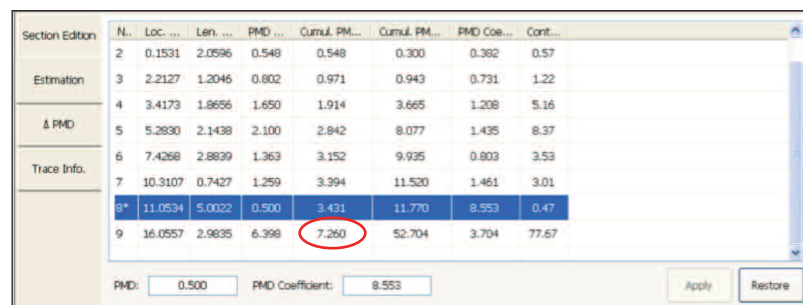 Section Edition
Estimation
Δ PMD
Trace Info.
N.. Loc. ... Len. ... PMD ... Cumul. PM... Cumul. PM... PMD Coe... Cont...
2 0.1531 2.0596 0.548 0.548 0.300 0.382 0.57
3 2.2127 1.2046 0.802 0.971 0.943 0.731 1.22
4 3.4173 1.8656 1.650 1.914 3.665 1.208 5.16
5 5.2830 2.1438 2.100 2.842 8.077 1.435 8.37
6 7.4268 2.8839 1.363 3.152 9.935 0.803 3.53
7 10.3107 0.7427 1.259 3.394 11.520 1.461 3.01
8* 11.0534 5.0022 0.500 3.431 11.770 8.553 0.47
9 16.0557 2.9835 6.398 7.260 52.704 3.704 77.67
PMD: 0.500 PMD Coefficient: 8.553 Apply Restore